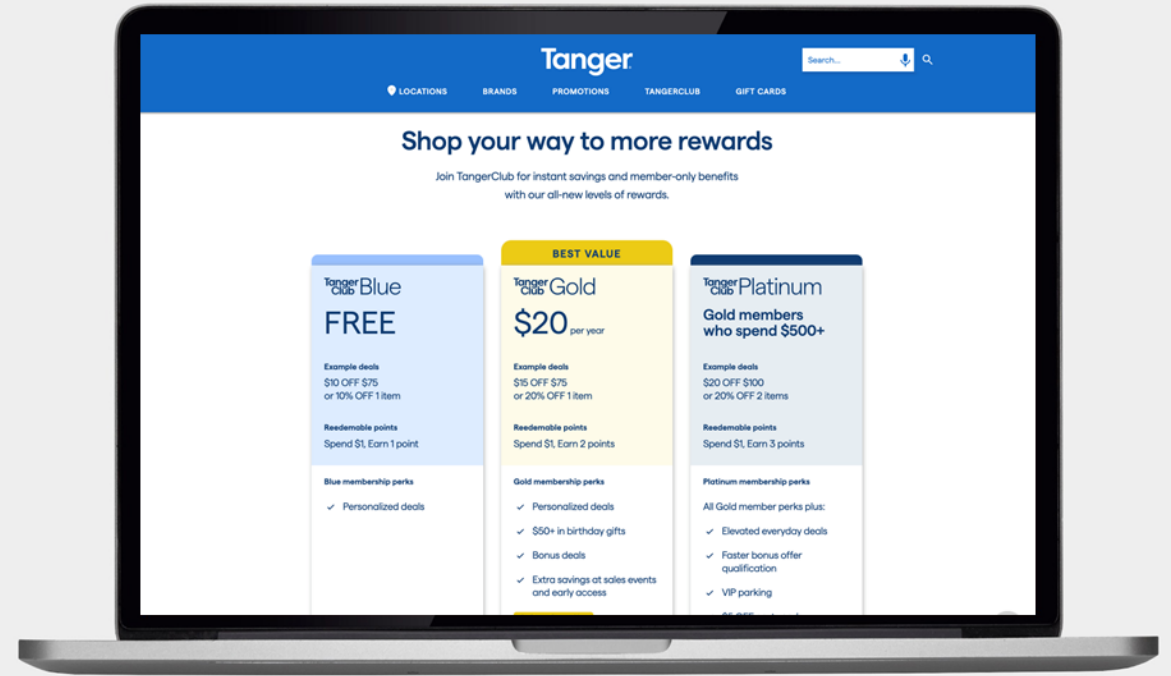 Tanger
Search...
LOCATIONS BRANDS PROMOTIONS TANGERCLUB GIFT CARDS
Shop your way to more rewards
Join TangerClub for instant savings and member-only benefits
with our all-new levels of rewards.
Tanger Club Blue
FREE
Example deals
$10 OFF $75
or 10% OFF 1 item
Reedemable points
Spend $1, Earn 1 point
Blue membership perks
Personalized deals
BEST VALUE
Tanger Club Gold
$20 per year
Example deals
$15 OFF $75
or 20% OFF 1 item
Reedemable points
Spend $1, Earn 2 points
Gold membership perks
Personalized deals
$50+ in birthday gifts
Bonus deals
Extra savings at sales events
and early access
Tanger Club Platinum
Gold members
who spend $500+
Example deals
$20 OFF $100
or 20% OFF 2 items
Reedemable points
Spend $1, Earn 3 points
Platinum membership perks
All Gold member perks plus:
Elevated everyday deals
Faster bonus offer
qualification
VIP parking